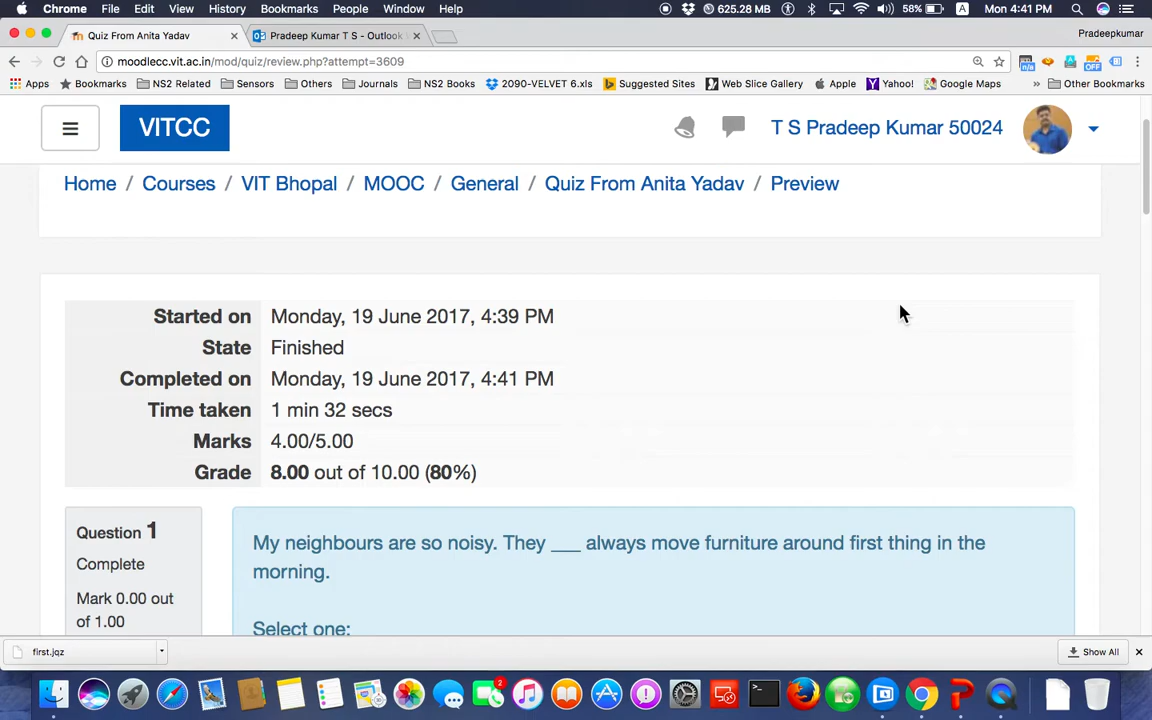 Chrome File Edit View History Bookmarks People Window Help 625.28 MB 58% A Mon 4:41 PM
Quiz From Anita Yadav Pradeep Kumar T S - Outlook Pradeepkumar
moodlecc.vit.ac.in/mod/quiz/review.php?attempt=3609
Apps Bookmarks NS2 Related Sensors Others Journals NS2 Books 2090-VELVET 6.xls Suggested Sites Web Slice Gallery Apple Yahoo! Google Maps » Other Bookmarks
VITCC T S Pradeep Kumar 50024
Home / Courses / VIT Bhopal / MOOC / General / Quiz From Anita Yadav / Preview
Started on Monday, 19 June 2017, 4:39 PM
State Finished
Completed on Monday, 19 June 2017, 4:41 PM
Time taken 1 min 32 secs
Marks 4.00/5.00
Grade 8.00 out of 10.00 (80%)
Question 1
Complete
Mark 0.00 out
of 1.00
My neighbours are so noisy. They ___ always move furniture around first thing in the
morning.
Select one:
first.jqz Show All
2